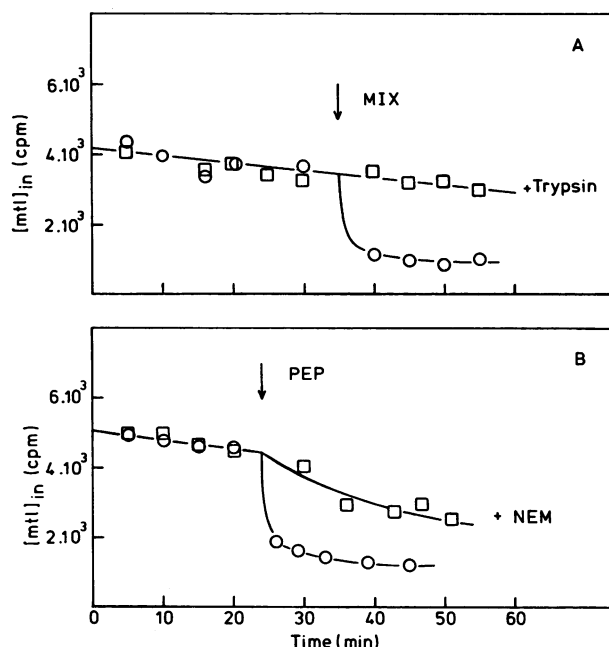 A
6.10³
MIX
4.10³
+Trypsin
2.10³
[mtl]in (cpm)
B
PEP
6.10³
4.10³
+ NEM
2.10³
[mtl]in (cpm)
0 10 20 30 40 50 60
Time (min)